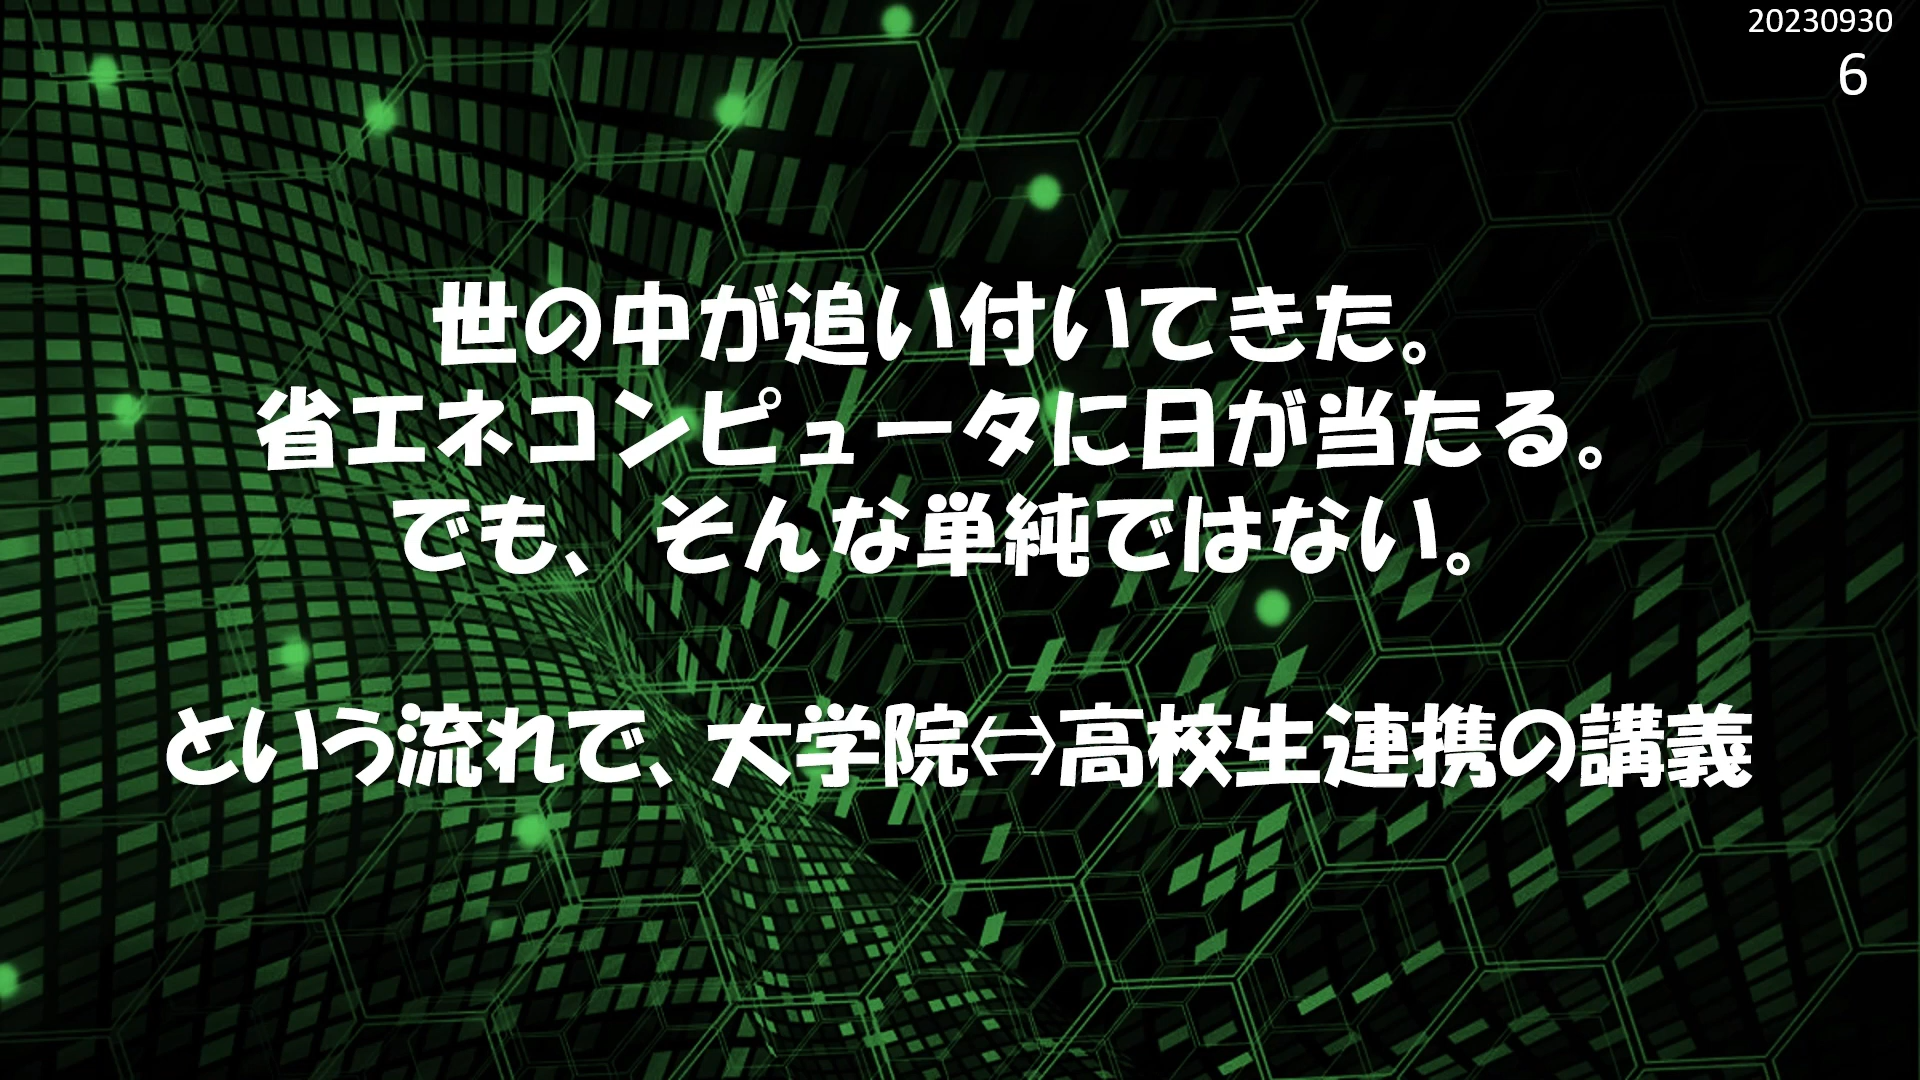 20230930
6
世の中が追い付いてきた。
省エネコンピュータに日が当たる。
でも、そんな単純ではない。
という流れで、大学院⇔高校生連携の講義